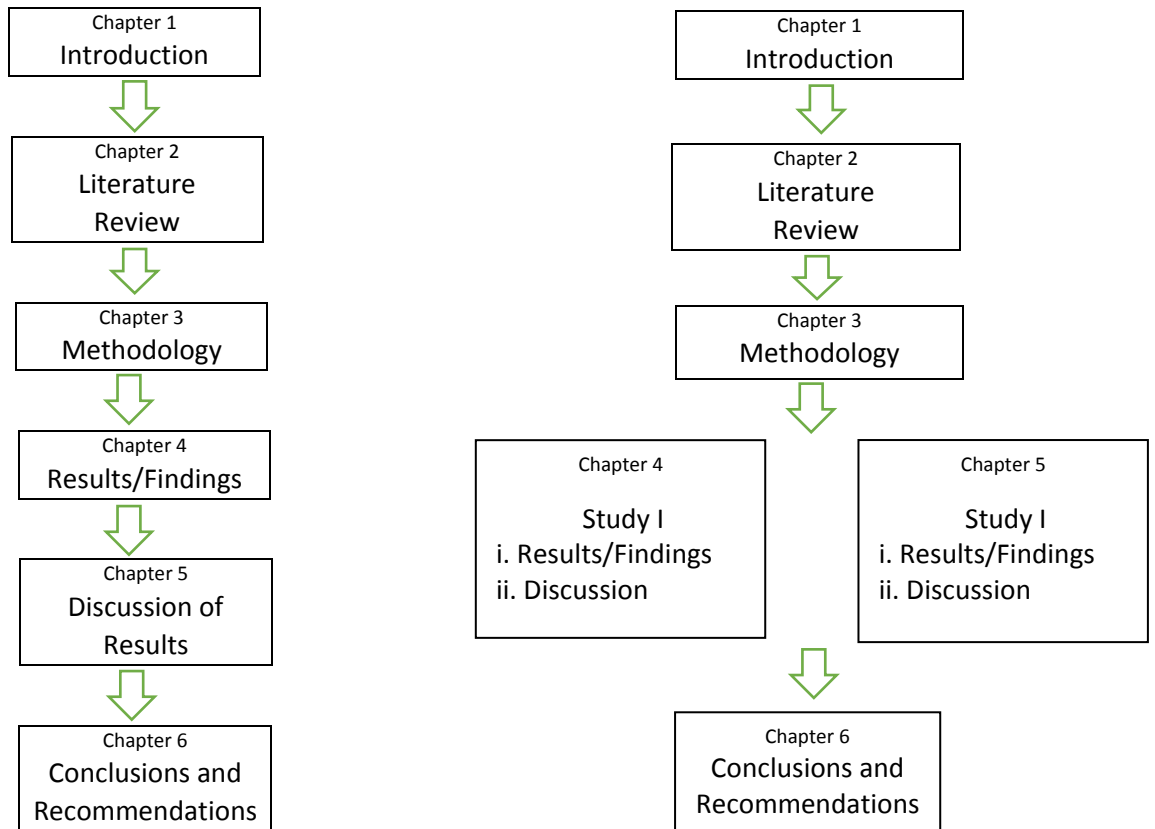 Chapter 1
Introduction
Chapter 2
Literature
Review
Chapter 3
Methodology
Chapter 4
Results/Findings
Chapter 5
Discussion of
Results
Chapter 6
Conclusions and
Recommendations
Chapter 1
Introduction
Chapter 2
Literature
Review
Chapter 3
Methodology
Chapter 4
Study I
i. Results/Findings
ii. Discussion
Chapter 5
Study I
i. Results/Findings
ii. Discussion
Chapter 6
Conclusions and
Recommendations